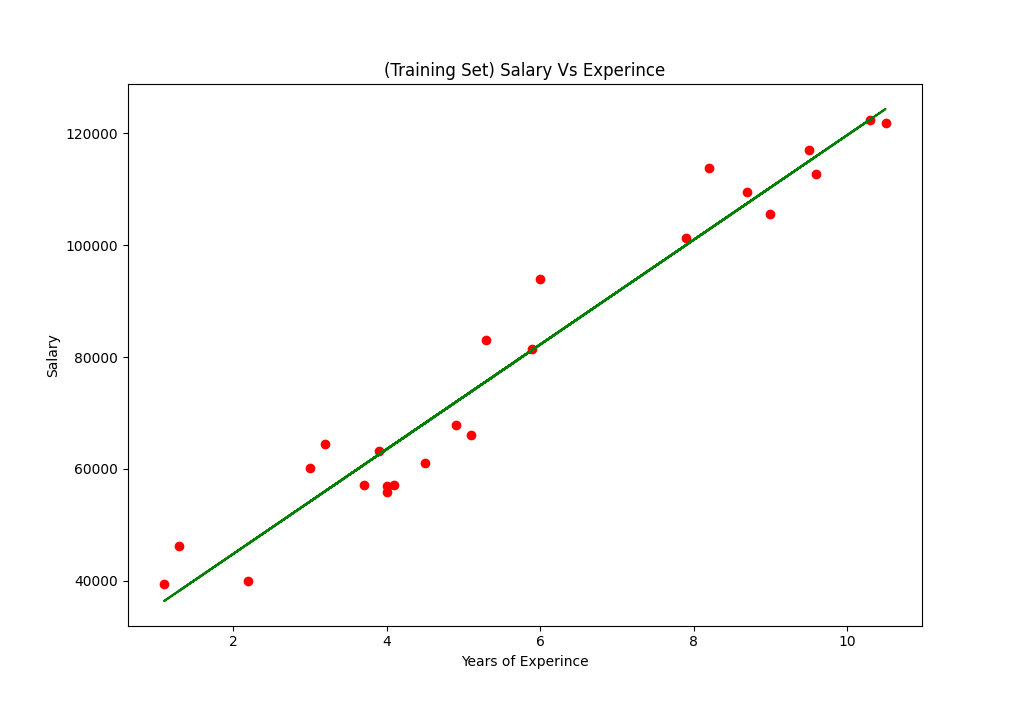 (Training Set) Salary Vs Experince
120000
100000
80000
60000
40000
Salary
2 4 6 8 10
Years of Experince